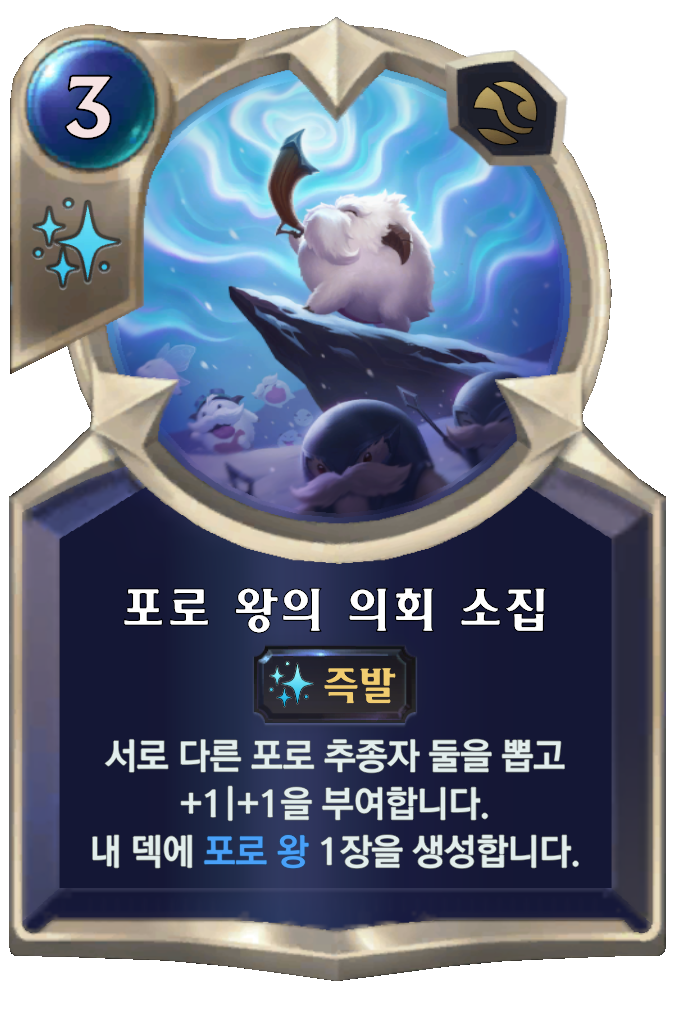 3
포로 왕의 의회 소집
즉발
서로 다른 포로 추종자 둘을 뽑고
+1|+1을 부여합니다.
내 덱에 포로 왕 1장을 생성합니다.